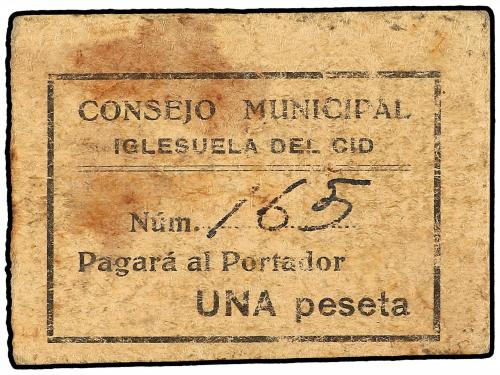 CONSEJO MUNICIPAL
IGLESUELA DEL CID
Núm. 165
Pagará al Portador
UNA peseta